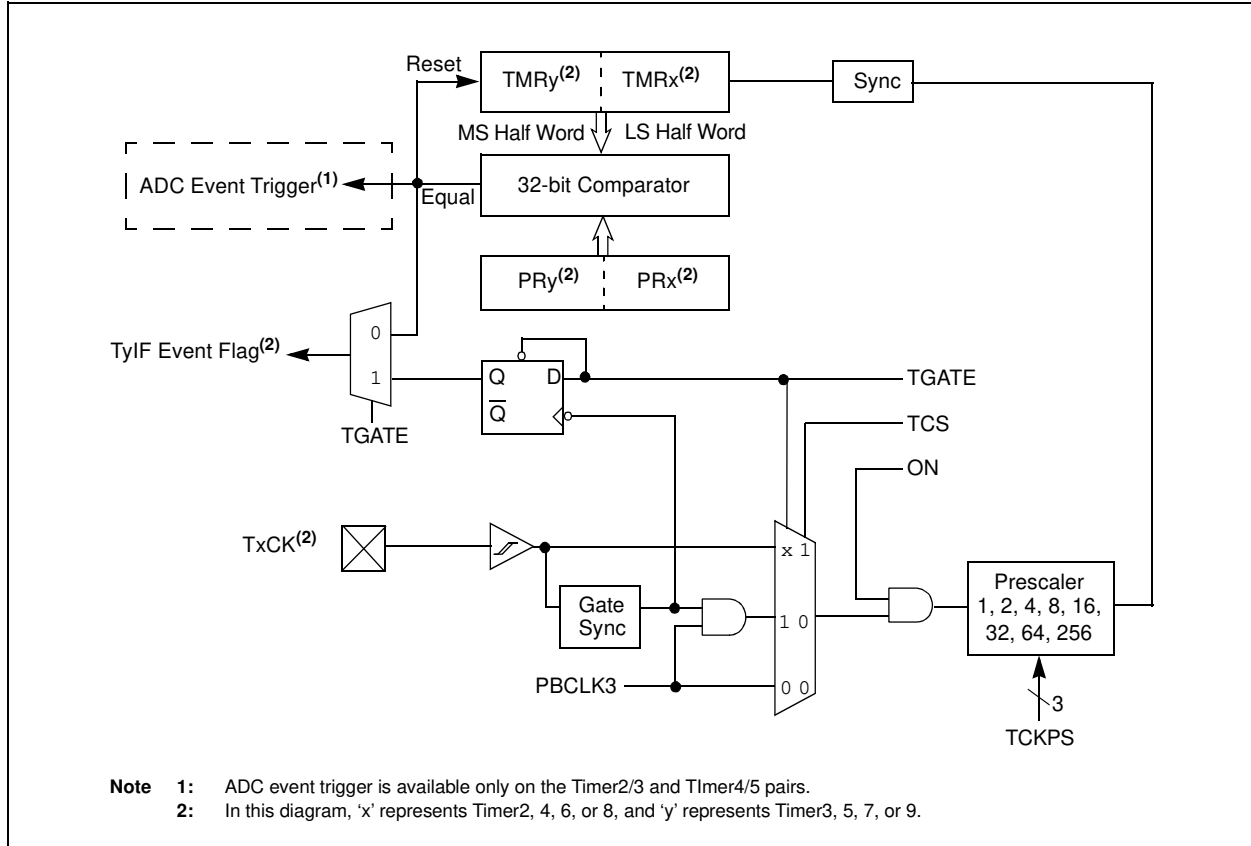 Reset
TMRy(2) TMRx(2)
Sync
MS Half Word LS Half Word
ADC Event Trigger(1)
Equal
32-bit Comparator
PRy(2) PRx(2)
0
TyIF Event Flag(2)
1
TGATE
Q D
Q
TGATE
TCS
ON
TxCK(2)
x 1
Gate
Sync
1 0
Prescaler
1, 2, 4, 8, 16,
32, 64, 256
PBCLK3
0 0
3
TCKPS
Note 1: ADC event trigger is available only on the Timer2/3 and TImer4/5 pairs.
2: In this diagram, ‘x’ represents Timer2, 4, 6, or 8, and ‘y’ represents Timer3, 5, 7, or 9.